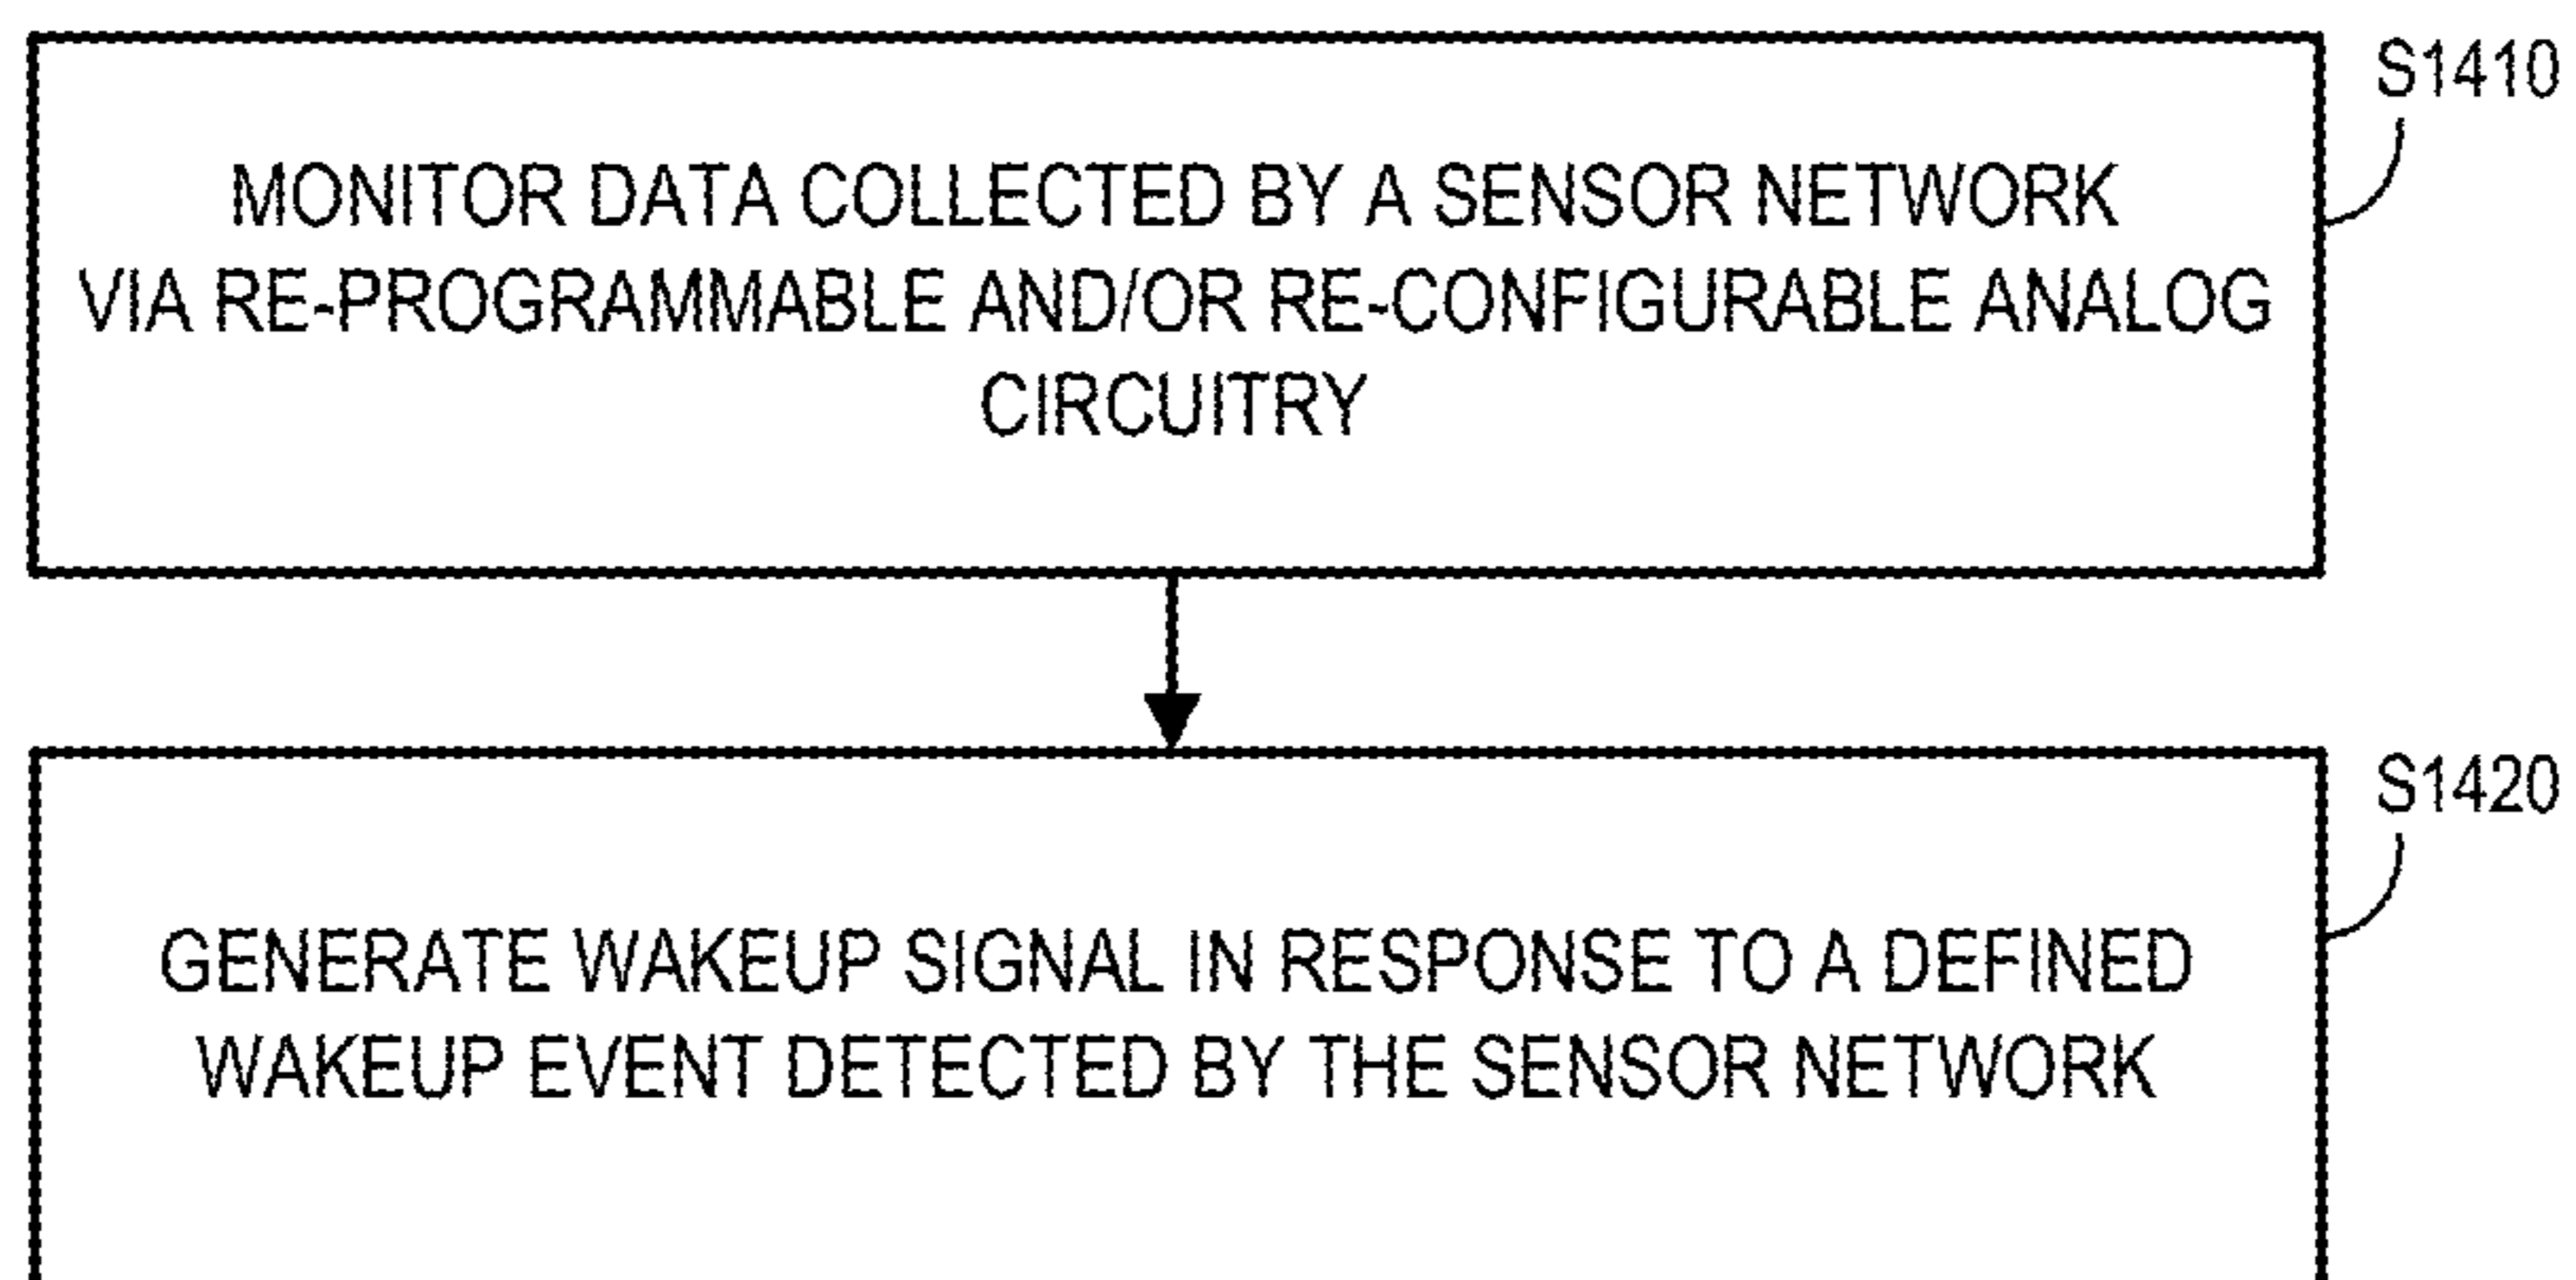 S1410
MONITOR DATA COLLECTED BY A SENSOR NETWORK
VIA RE-PROGRAMMABLE AND/OR RE-CONFIGURABLE ANALOG
CIRCUITRY
S1420
GENERATE WAKEUP SIGNAL IN RESPONSE TO A DEFINED
WAKEUP EVENT DETECTED BY THE SENSOR NETWORK